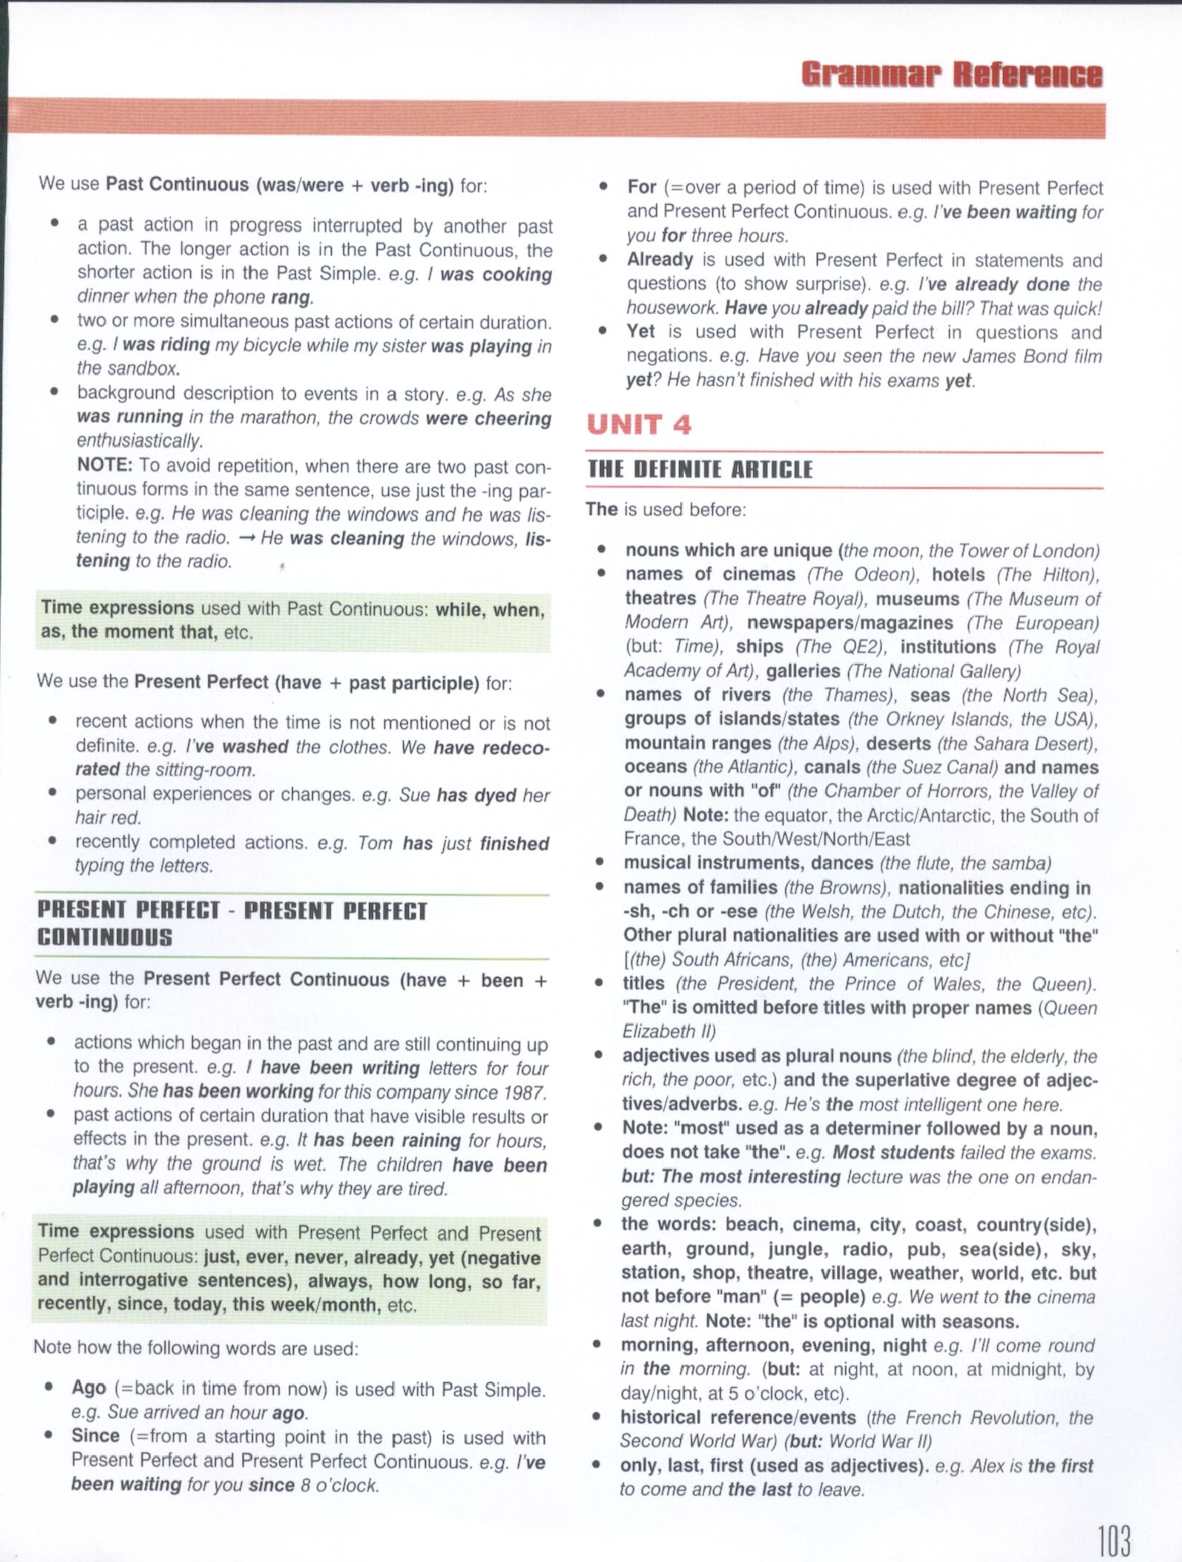 Grammar Reference
We use Past Continuous (was/were + verb -ing) for:
• a past action in progress interrupted by another past
action. The longer action is in the Past Continuous, the
shorter action is in the Past Simple. e.g. I was cooking
dinner when the phone rang.
• two or more simultaneous past actions of certain duration.
e.g. I was riding my bicycle while my sister was playing in
the sandbox.
• background description to events in a story. e.g. As she
was running in the marathon, the crowds were cheering
enthusiastically.
NOTE: To avoid repetition, when there are two past con-
tinuous forms in the same sentence, use just the -ing par-
ticiple. e.g. He was cleaning the windows and he was lis-
tening to the radio. → He was cleaning the windows, lis-
tening to the radio.
Time expressions used with Past Continuous: while, when,
as, the moment that, etc.
We use the Present Perfect (have + past participle) for:
• recent actions when the time is not mentioned or is not
definite. e.g. I've washed the clothes. We have redeco-
rated the sitting-room.
• personal experiences or changes. e.g. Sue has dyed her
hair red.
• recently completed actions. e.g. Tom has just finished
typing the letters.
PRESENT PERFECT - PRESENT PERFECT
CONTINUOUS
We use the Present Perfect Continuous (have + been +
verb -ing) for:
• actions which began in the past and are still continuing up
to the present. e.g. I have been writing letters for four
hours. She has been working for this company since 1987.
• past actions of certain duration that have visible results or
effects in the present. e.g. It has been raining for hours,
that's why the ground is wet. The children have been
playing all afternoon, that's why they are tired.
Time expressions used with Present Perfect and Present
Perfect Continuous: just, ever, never, already, yet (negative
and interrogative sentences), always, how long, so far,
recently, since, today, this week/month, etc.
Note how the following words are used:
• Ago (=back in time from now) is used with Past Simple.
e.g. Sue arrived an hour ago.
• Since (=from a starting point in the past) is used with
Present Perfect and Present Perfect Continuous. e.g. I've
been waiting for you since 8 o'clock.
• For (=over a period of time) is used with Present Perfect
and Present Perfect Continuous. e.g. I've been waiting for
you for three hours.
• Already is used with Present Perfect in statements and
questions (to show surprise). e.g. I've already done the
housework. Have you already paid the bill? That was quick!
• Yet is used with Present Perfect in questions and
negations. e.g. Have you seen the new James Bond film
yet? He hasn't finished with his exams yet.
UNIT 4
THE DEFINITE ARTICLE
The is used before:
• nouns which are unique (the moon, the Tower of London)
• names of cinemas (The Odeon), hotels (The Hilton),
theatres (The Theatre Royal), museums (The Museum of
Modern Art), newspapers/magazines (The European)
(but: Time), ships (The QE2), institutions (The Royal
Academy of Art), galleries (The National Gallery)
• names of rivers (the Thames), seas (the North Sea),
groups of islands/states (the Orkney Islands, the USA),
mountain ranges (the Alps), deserts (the Sahara Desert),
oceans (the Atlantic), canals (the Suez Canal) and names
or nouns with "of" (the Chamber of Horrors, the Valley of
Death) Note: the equator, the Arctic/Antarctic, the South of
France, the South/West/North/East
• musical instruments, dances (the flute, the samba)
• names of families (the Browns), nationalities ending in
-sh, -ch or -ese (the Welsh, the Dutch, the Chinese, etc).
Other plural nationalities are used with or without "the"
[(the) South Africans, (the) Americans, etc]
• titles (the President, the Prince of Wales, the Queen).
"The" is omitted before titles with proper names (Queen
Elizabeth II)
• adjectives used as plural nouns (the blind, the elderly, the
rich, the poor, etc.) and the superlative degree of adjec-
tives/adverbs. e.g. He's the most intelligent one here.
• Note: "most" used as a determiner followed by a noun,
does not take "the". e.g. Most students failed the exams.
but: The most interesting lecture was the one on endan-
gered species.
• the words: beach, cinema, city, coast, country(side),
earth, ground, jungle, radio, pub, sea(side), sky,
station, shop, theatre, village, weather, world, etc. but
not before "man" (= people) e.g. We went to the cinema
last night. Note: "the" is optional with seasons.
• morning, afternoon, evening, night e.g. I'll come round
in the morning. (but: at night, at noon, at midnight, by
day/night, at 5 o'clock, etc).
• historical reference/events (the French Revolution, the
Second World War) (but: World War II)
• only, last, first (used as adjectives). e.g. Alex is the first
to come and the last to leave.
103